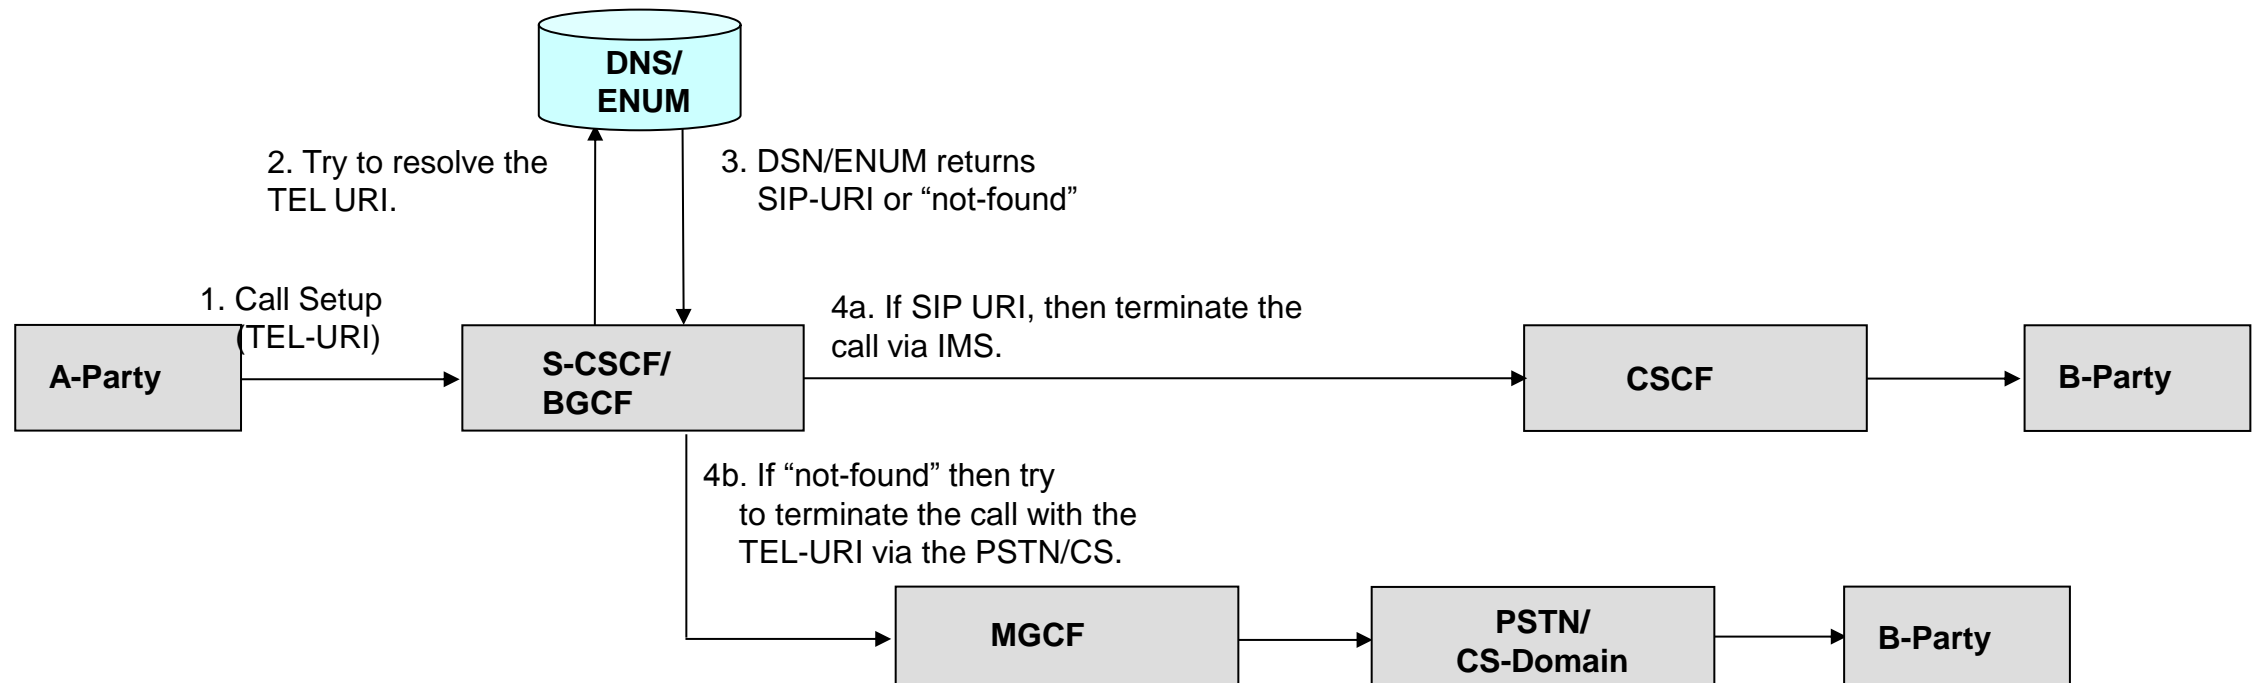 DNS/
ENUM
2. Try to resolve the
TEL URI.
3. DSN/ENUM returns
SIP-URI or “not-found”
1. Call Setup
(TEL-URI)
4a. If SIP URI, then terminate the
call via IMS.
A-Party
S-CSCF/
BGCF
CSCF
B-Party
4b. If “not-found” then try
to terminate the call with the
TEL-URI via the PSTN/CS.
MGCF
PSTN/
CS-Domain
B-Party